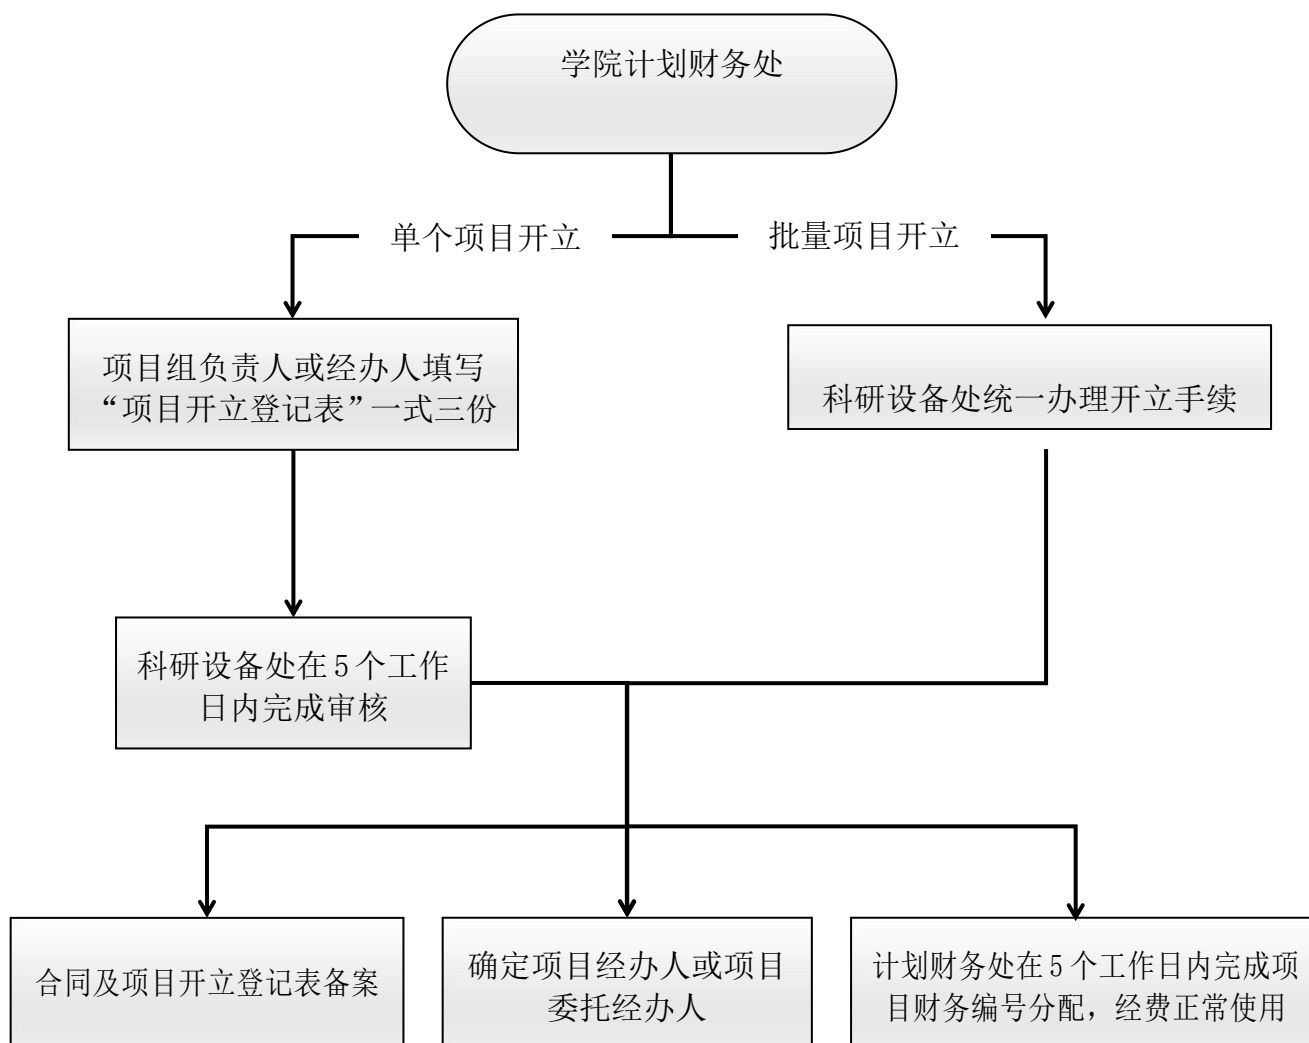 学院计划财务处
单个项目开立
批量项目开立
项目组负责人或经办人填写
“项目开立登记表”一式三份
科研设备处统一办理开立手续
科研设备处在5个工作
日内完成审核
合同及项目开立登记表备案
确定项目经办人或项目
委托经办人
计划财务处在5个工作日内完成项
目财务编号分配，经费正常使用